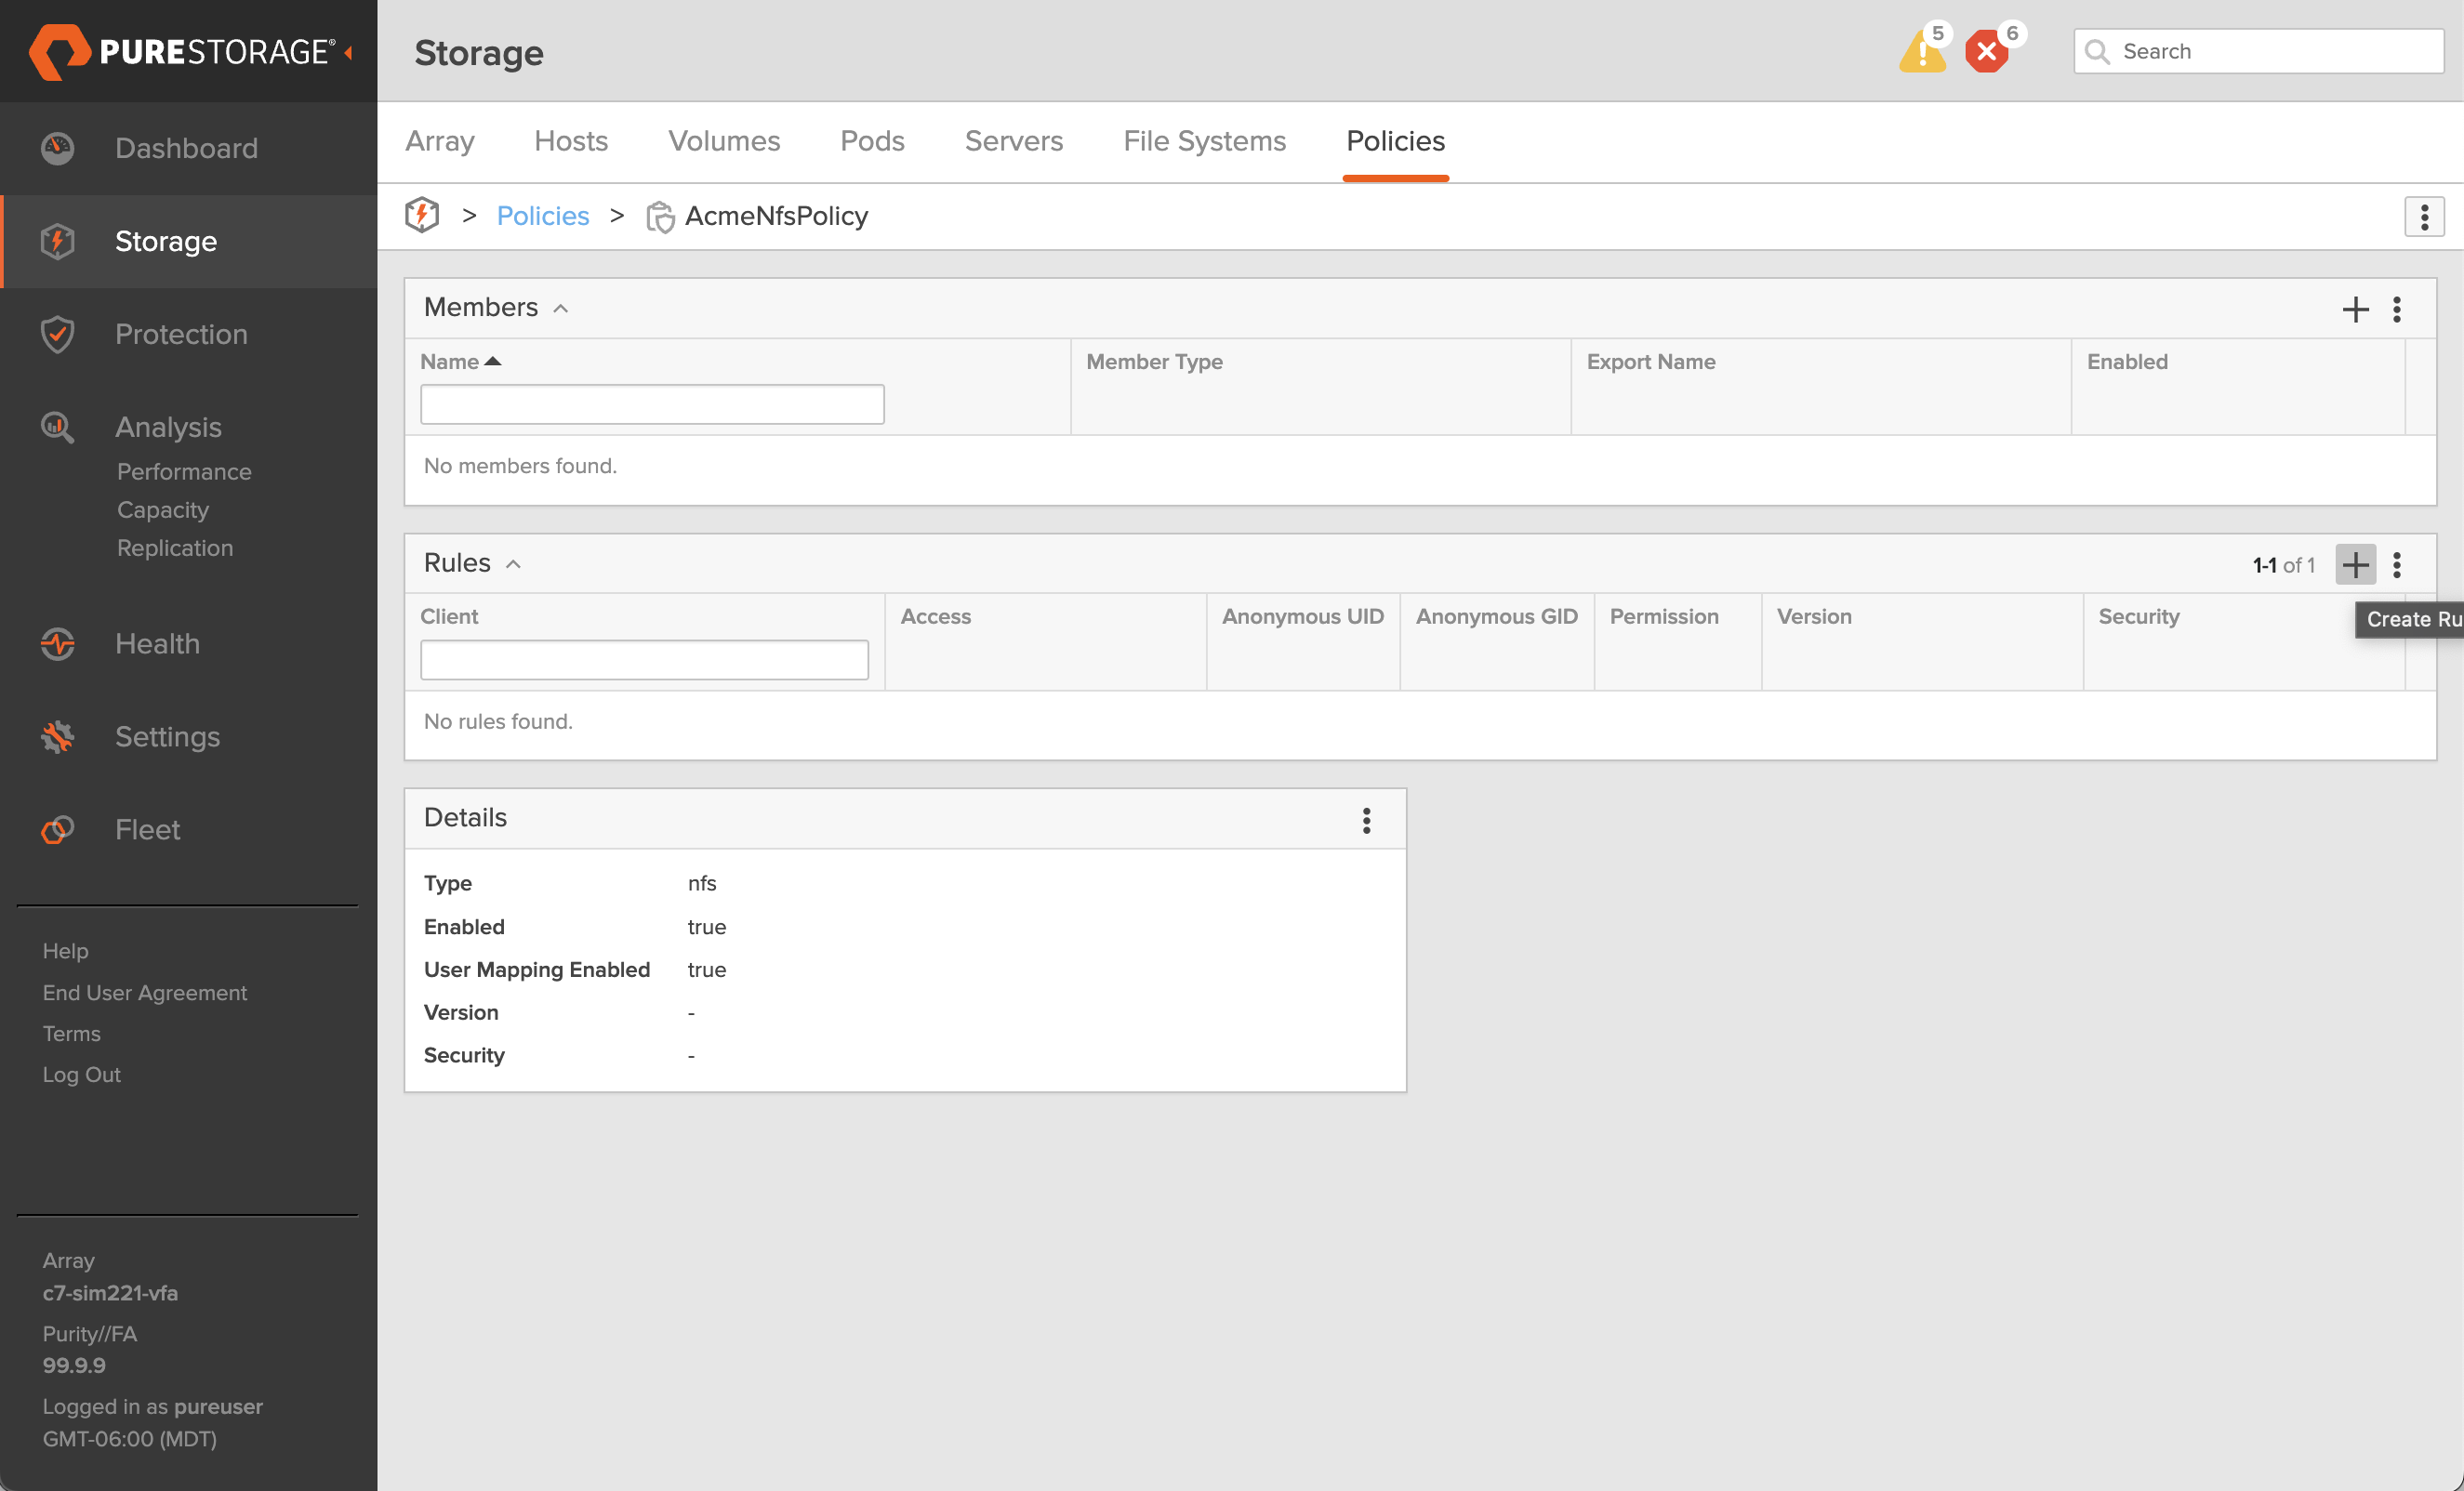 PURESTORAGE®
Storage
5
6
Search
Dashboard
Storage
Protection
Analysis
Performance
Capacity
Replication
Health
Settings
Fleet
Help
End User Agreement
Terms
Log Out
Array
c7-sim221-vfa
Purity//FA
99.9.9
Logged in as pureuser
GMT-06:00 (MDT)
Array Hosts Volumes Pods Servers File Systems Policies
> Policies > AcmeNfsPolicy
Members
Name Member Type Export Name Enabled
No members found.
Rules 1-1 of 1
Create Ru
Client Access Anonymous UID Anonymous GID Permission Version Security
No rules found.
Details
Type nfs
Enabled true
User Mapping Enabled true
Version -
Security -